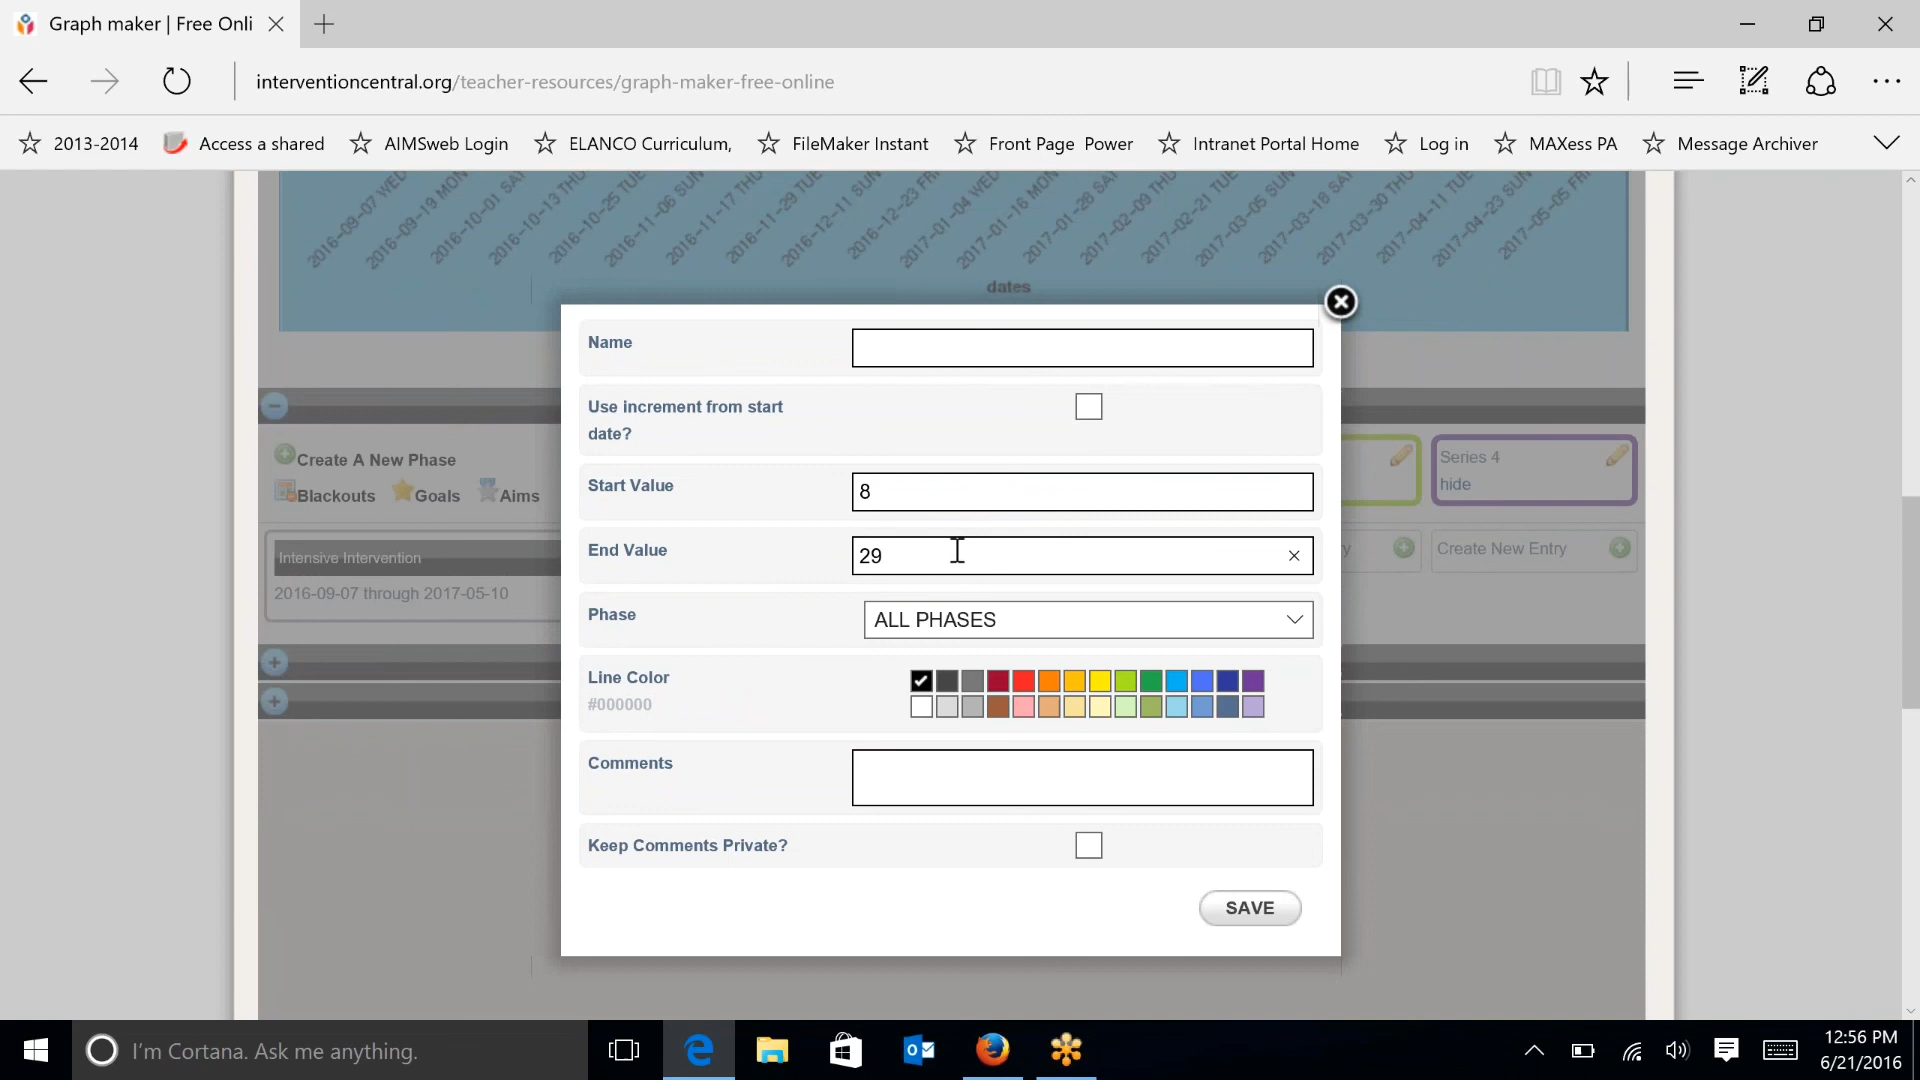 Graph maker | Free Onli
interventioncentral.org/teacher-resources/graph-maker-free-online
2013-2014 Access a shared AIMSweb Login ELANCO Curriculum, FileMaker Instant Front Page Power Intranet Portal Home Log in MAXess PA Message Archiver
2016-09-07 WED 2016-09-19 MON 2016-10-01 SAT 2016-10-13 THU 2016-10-25 TUE 2016-11-06 SUN 2016-11-17 THU 2016-11-29 TUE 2016-12-11 SUN 2016-12-23 FRI 2017-01-04 WED 2017-01-16 MON 2017-01-28 SAT 2017-02-09 THU 2017-02-21 TUE 2017-03-05 SUN 2017-03-18 SAT 2017-03-30 THU 2017-04-11 TUE 2017-04-23 SUN 2017-05-05 FRI
dates
Name
Use increment from start
date?
Create A New Phase
Series 4
Start Value 8
hide
Blackouts Goals Aims
End Value 29
Intensive Intervention
Create New Entry
2016-09-07 through 2017-05-10
Phase ALL PHASES
Line Color
#000000
Comments
Keep Comments Private?
SAVE
I'm Cortana. Ask me anything.
12:56 PM
6/21/2016